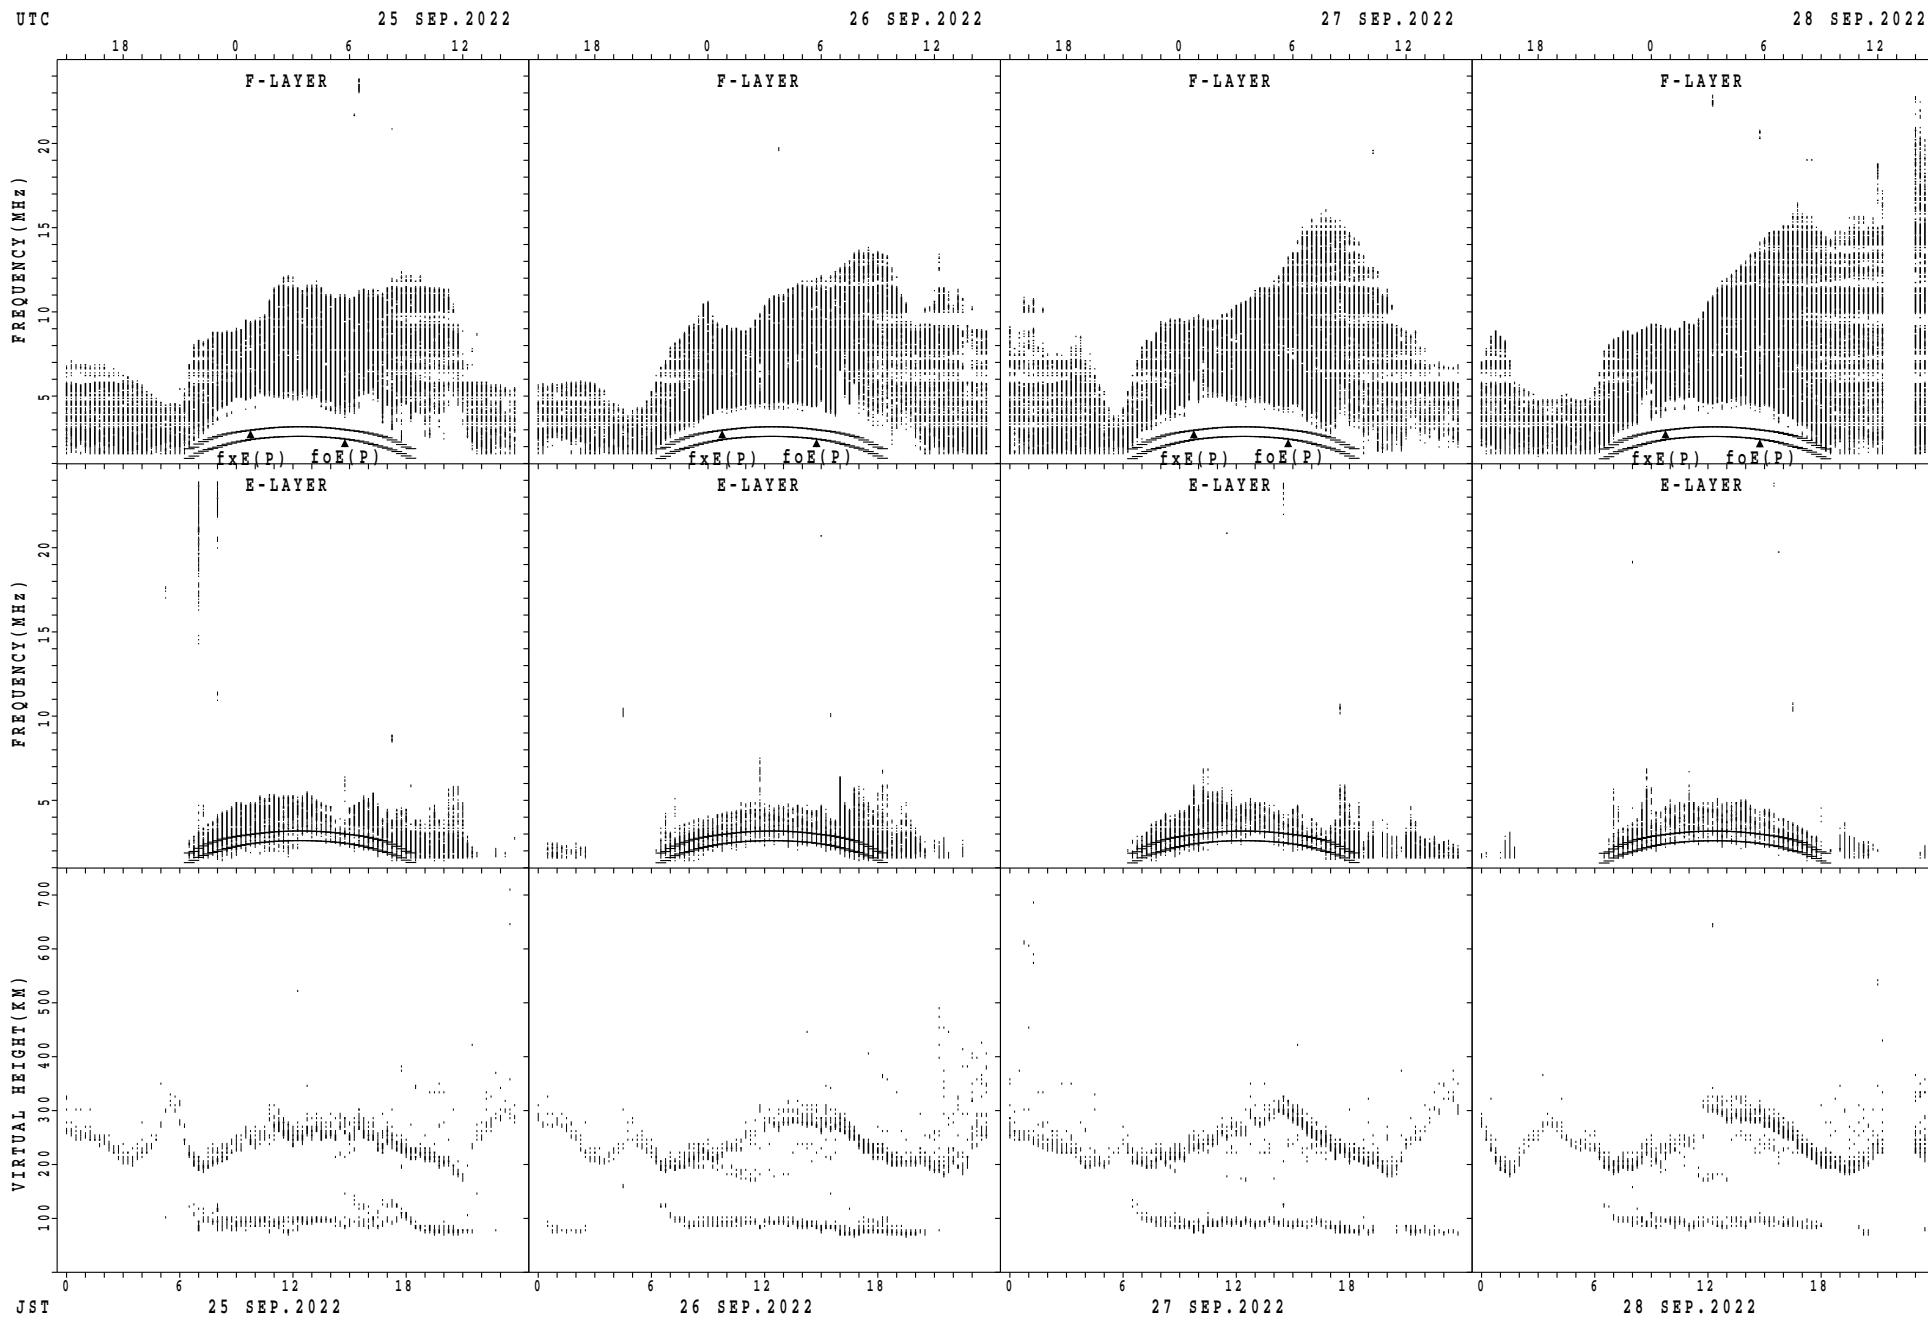 UTC 25 SEP.2022 26 SEP.2022 27 SEP.2022 28 SEP.2022
18 0 6 12 18 0 6 12 18 0 6 12 18 0 6 12
F-LAYER F-LAYER F-LAYER F-LAYER
FREQUENCY(MHz)
20
15
10
5
fxE(P) foE(P) fxE(P) foE(P) fxE(P) foE(P) fxE(P) foE(P)
E-LAYER E-LAYER E-LAYER E-LAYER
FREQUENCY(MHz)
20
15
10
5
VIRTUAL HEIGHT(KM)
700
600
500
400
300
200
100
0 6 12 18 0 6 12 18 0 6 12 18 0 6 12 18
JST 25 SEP.2022 26 SEP.2022 27 SEP.2022 28 SEP.2022